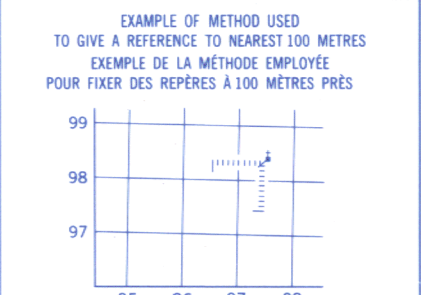 EXAMPLE OF METHOD USED
TO GIVE A REFERENCE TO NEAREST 100 METRES
EXEMPLE DE LA MÉTHODE EMPLOYÉE
POUR FIXER DES REPÈRES À 100 MÈTRES PRÈS
99
98
97